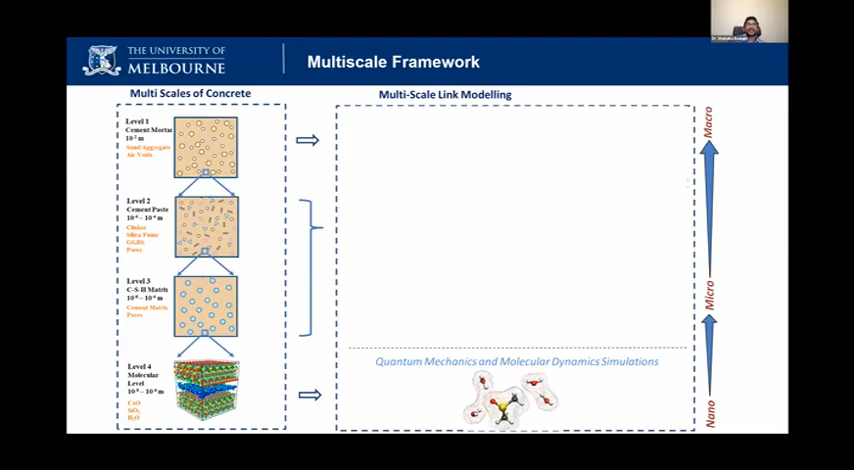 THE UNIVERSITY OF
MELBOURNE
Multiscale Framework
Multi Scales of Concrete
Multi-Scale Link Modelling
Level 1
Cement Mortar
Sand/Aggregate
Air Voids
Level 2
Cement Paste
Clinker
Silica Fume
GGBS
Pores
Level 3
C-S-H Matrix
Cement Matrix
Pores
Level 4
Molecular
Level
CaO
SiO₂
H₂O
Quantum Mechanics and Molecular Dynamics Simulations
Macro
Micro
Nano